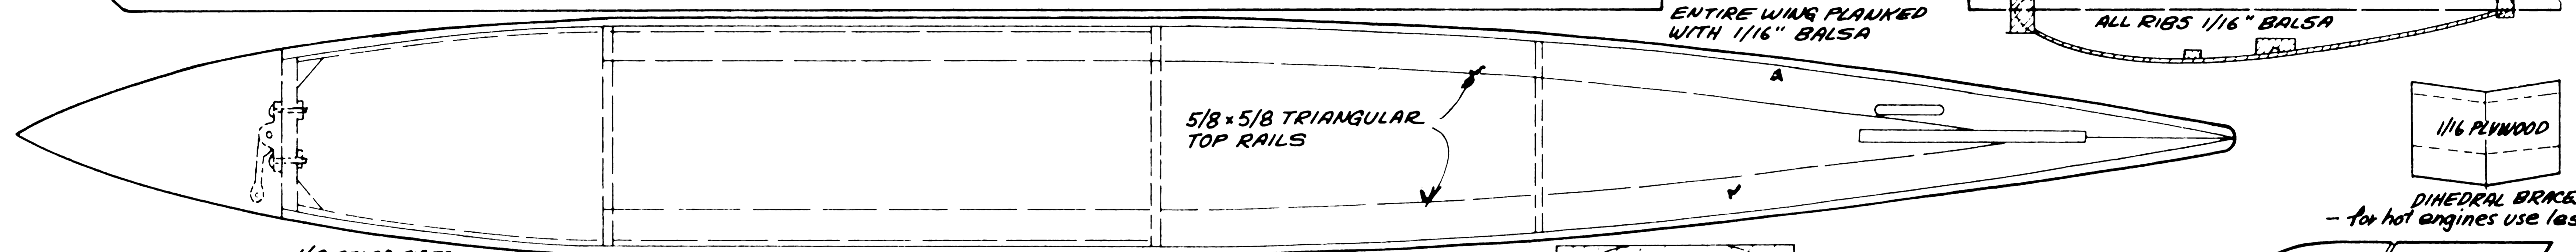 ENTIRE WING PLANKED
WITH 1/16" BALSA
ALL RIBS 1/16" BALSA
5/8 x 5/8 TRIANGULAR
TOP RAILS
1/16 PLYWOOD
DIHEDRAL BRACES
- for hot engines use